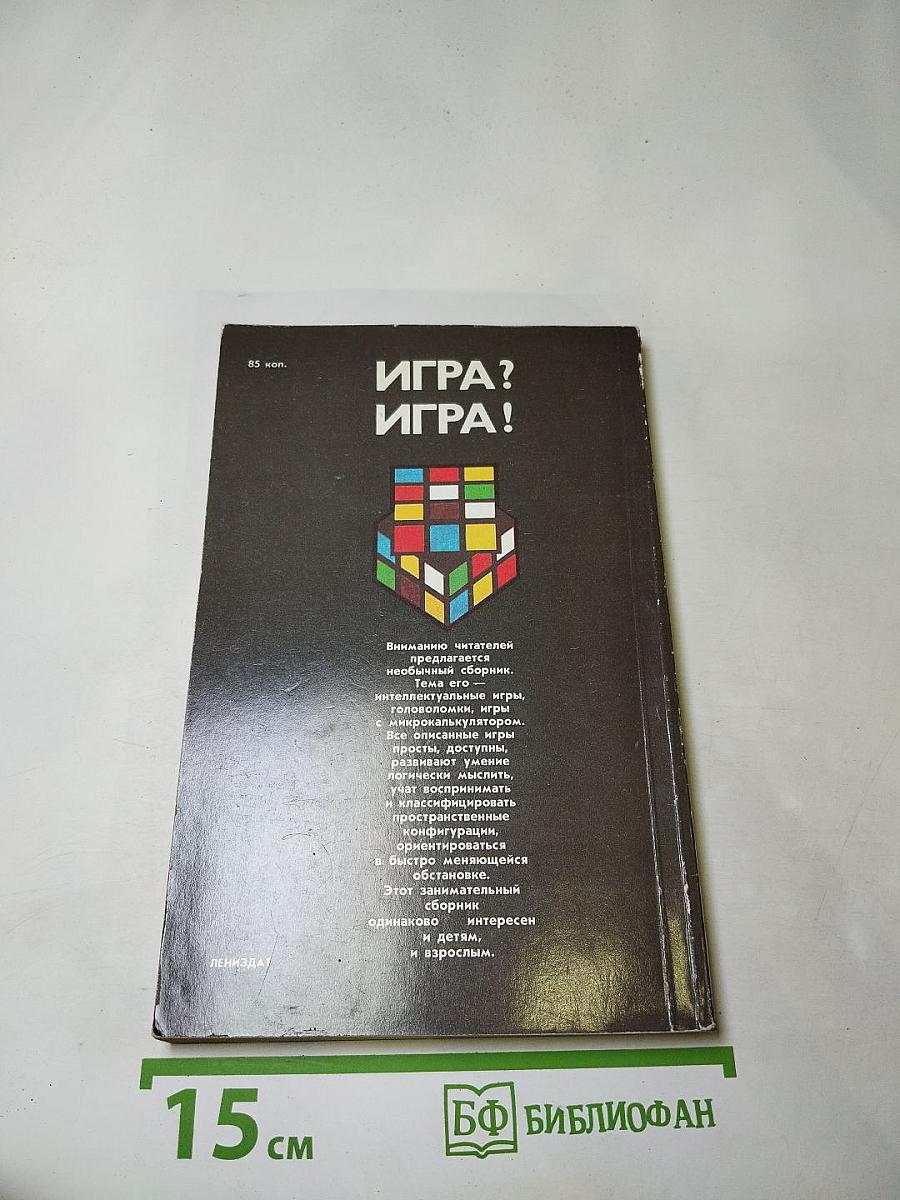 85 коп.
ИГРА?
ИГРА!
Вниманию читателей
предлагается
необычный сборник.
Тема его —
интеллектуальные игры,
головоломки, игры
с микрокалькулятором.
Все описанные игры
просты, доступны,
развивают умение
логически мыслить,
учат воспринимать
и классифицировать
пространственные
конфигурации,
ориентироваться
в быстро меняющейся
обстановке.
Этот занимательный
сборник
одинаково интересен
и детям,
и взрослым.
ЛЕНИЗДАТ
15 см
БФ БИБЛИОФАН